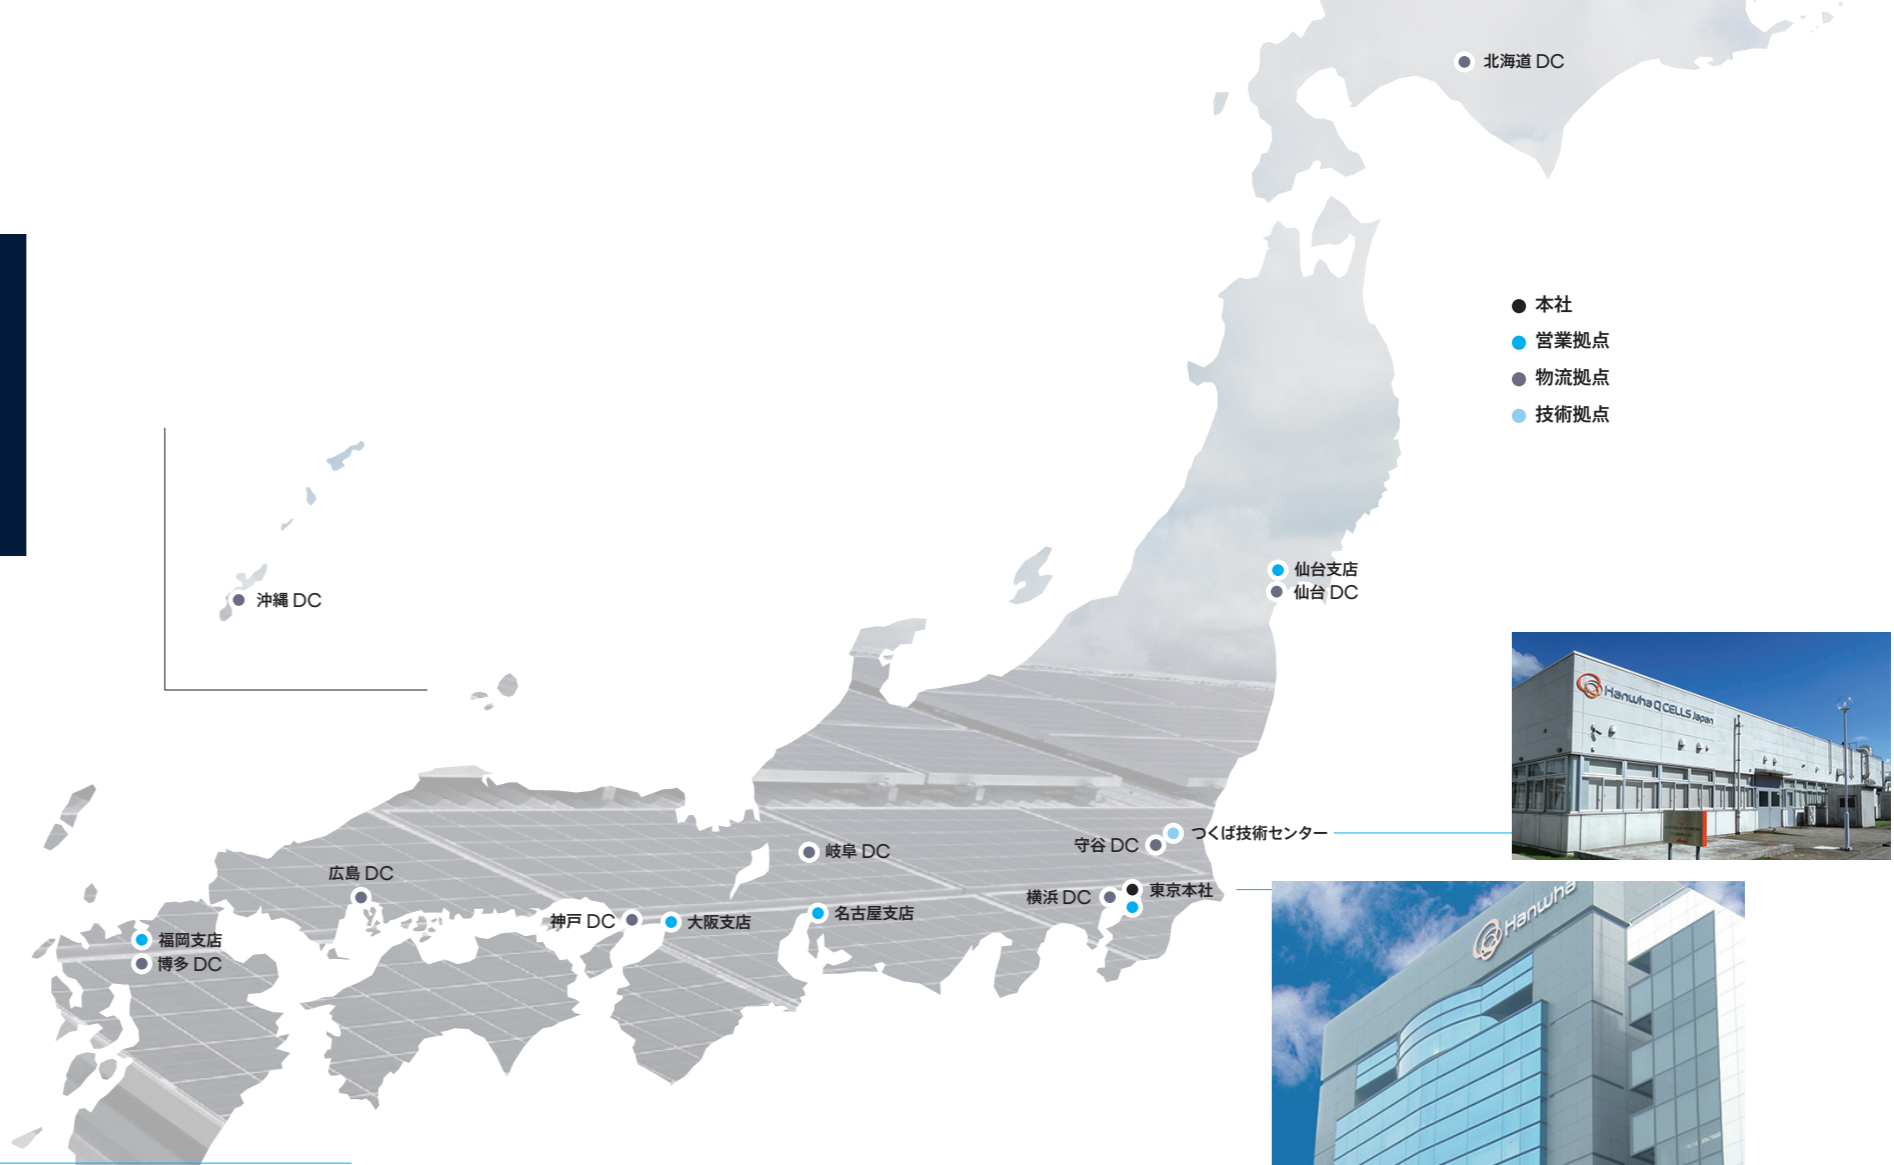 北海道 DC
本社
営業拠点
物流拠点
技術拠点
仙台支店
仙台 DC
沖縄 DC
Hanwha Q CELLS Japan
つくば技術センター
守谷 DC
岐阜 DC
広島 DC
横浜 DC
東京本社
神戸 DC
大阪支店
名古屋支店
福岡支店
博多 DC
Hanwha